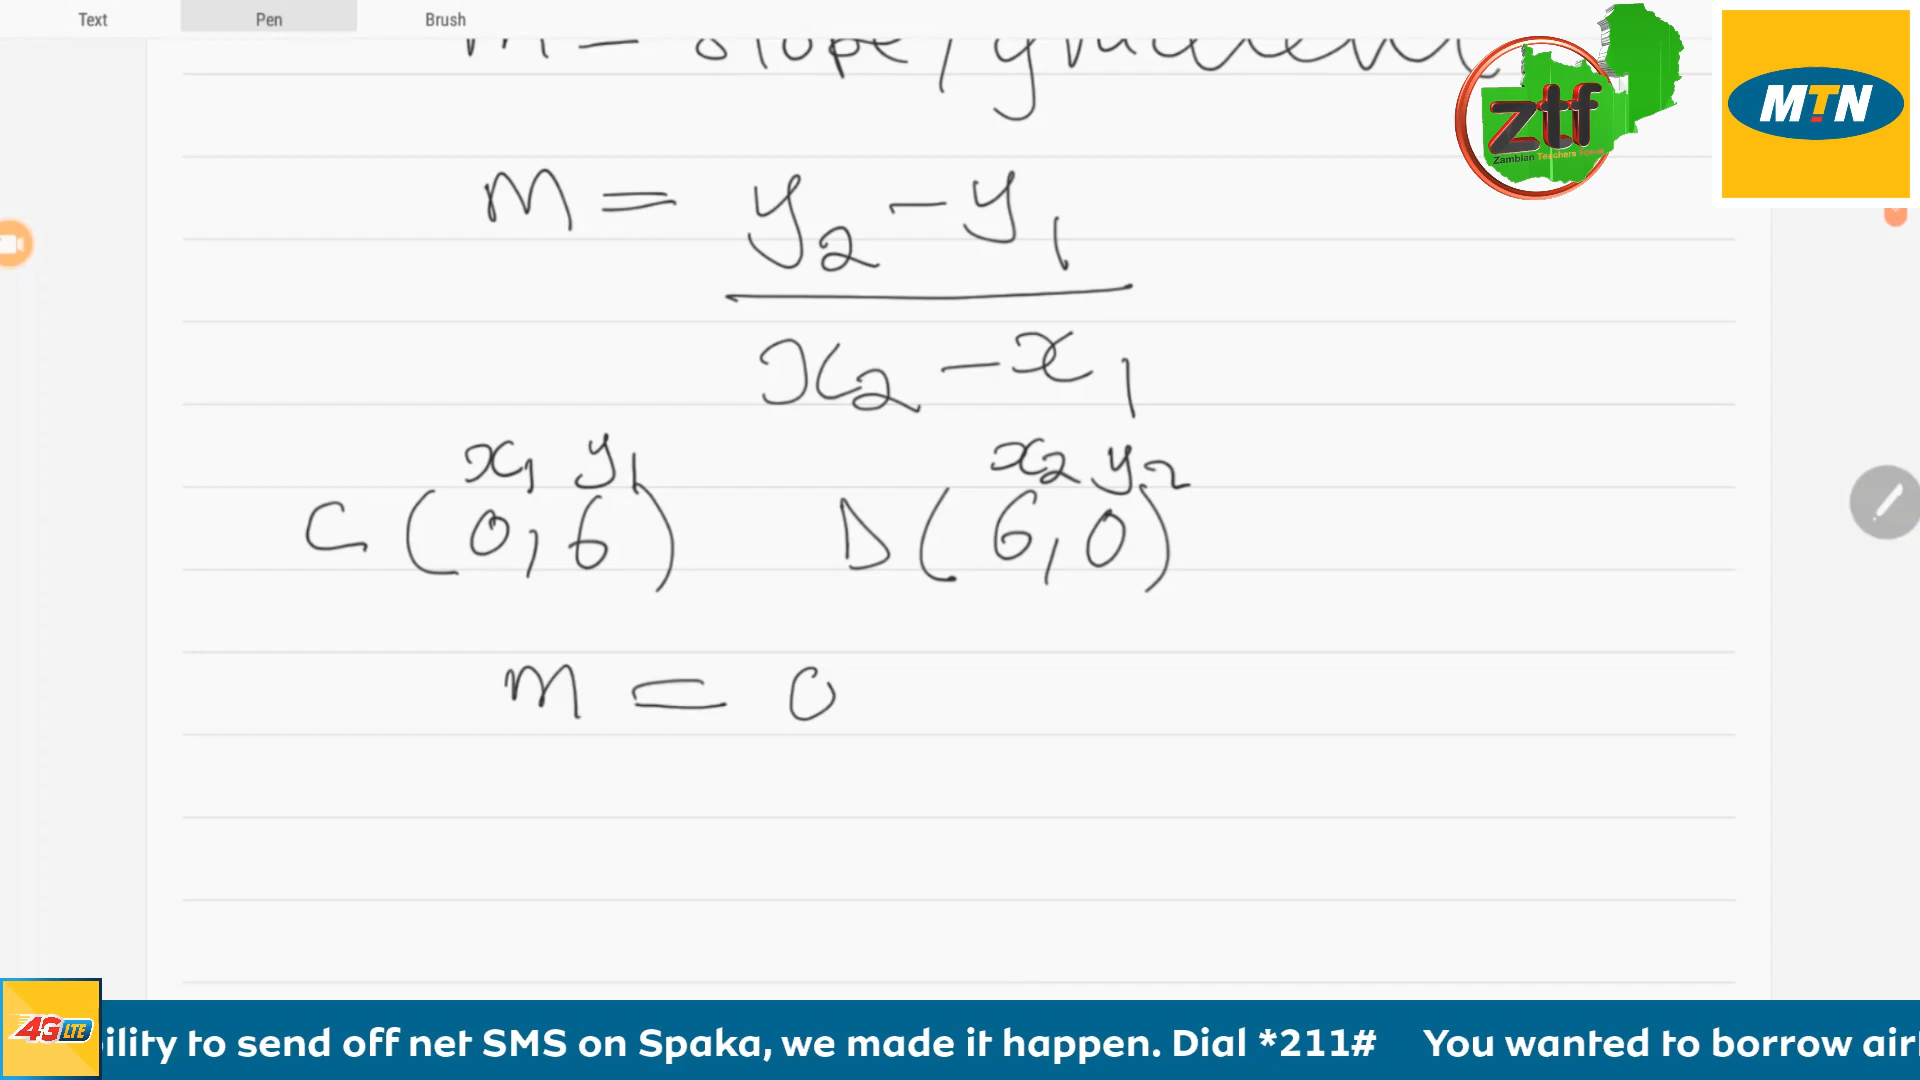 Text Pen Brush
m = slope, gradient
ztf
Zambian Teachers Forum
MTN
m = y₂ - y₁
x₂ - x₁
x₁ y₁ x₂ y₂
C (0, 6) D (6, 0)
m = 0
4G LTE
ility to send off net SMS on Spaka, we made it happen. Dial *211# You wanted to borrow air